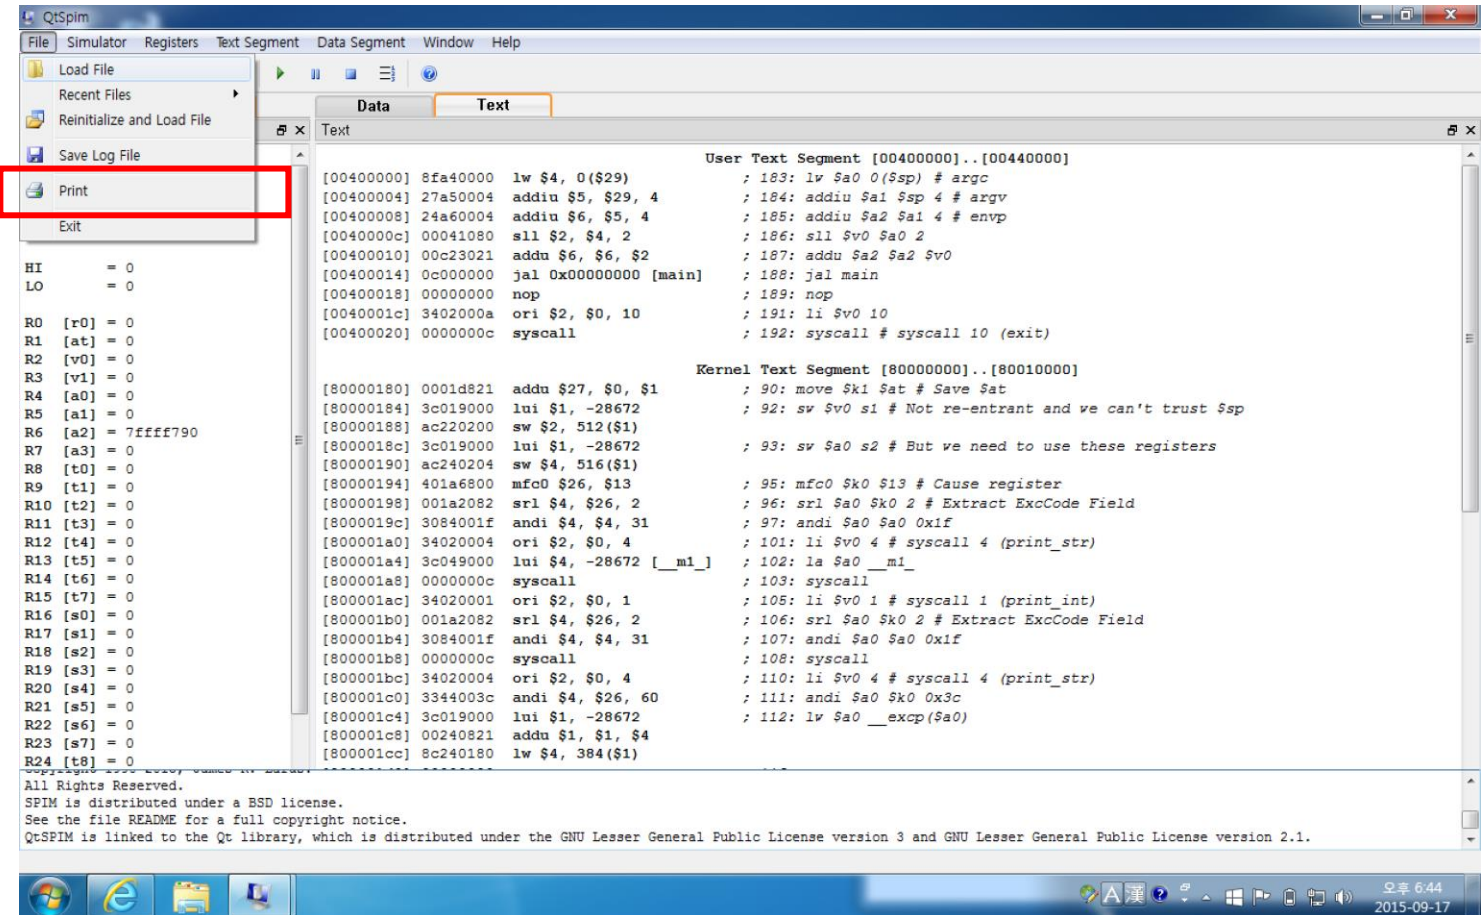 QtSpim
File Simulator Registers Text Segment Data Segment Window Help
Load File
Recent Files
Reinitialize and Load File
Save Log File
Print
Exit
Data Text
Text
HI = 0
LO = 0
R0 [r0] = 0
R1 [at] = 0
R2 [v0] = 0
R3 [v1] = 0
R4 [a0] = 0
R5 [a1] = 0
R6 [a2] = 7ffff790
R7 [a3] = 0
R8 [t0] = 0
R9 [t1] = 0
R10 [t2] = 0
R11 [t3] = 0
R12 [t4] = 0
R13 [t5] = 0
R14 [t6] = 0
R15 [t7] = 0
R16 [s0] = 0
R17 [s1] = 0
R18 [s2] = 0
R19 [s3] = 0
R20 [s4] = 0
R21 [s5] = 0
R22 [s6] = 0
R23 [s7] = 0
R24 [t8] = 0
User Text Segment [00400000]..[00440000]
[00400000] 8fa40000 lw $4, 0($29) ; 183: lw $a0 0($sp) # argc
[00400004] 27a50004 addiu $5, $29, 4 ; 184: addiu $a1 $sp 4 # argv
[00400008] 24a60004 addiu $6, $5, 4 ; 185: addiu $a2 $a1 4 # envp
[0040000c] 00041080 sll $2, $4, 2 ; 186: sll $v0 $a0 2
[00400010] 00c23021 addu $6, $6, $2 ; 187: addu $a2 $a2 $v0
[00400014] 0c000000 jal 0x00000000 [main] ; 188: jal main
[00400018] 00000000 nop ; 189: nop
[0040001c] 3402000a ori $2, $0, 10 ; 191: li $v0 10
[00400020] 0000000c syscall ; 192: syscall # syscall 10 (exit)
Kernel Text Segment [80000000]..[80010000]
[80000180] 0001d821 addu $27, $0, $1 ; 90: move $k1 $at # Save $at
[80000184] 3c019000 lui $1, -28672 ; 92: sw $v0 s1 # Not re-entrant and we can't trust $sp
[80000188] ac220200 sw $2, 512($1)
[8000018c] 3c019000 lui $1, -28672 ; 93: sw $a0 s2 # But we need to use these registers
[80000190] ac240204 sw $4, 516($1)
[80000194] 401a6800 mfc0 $26, $13 ; 95: mfc0 $k0 $13 # Cause register
[80000198] 001a2082 srl $4, $26, 2 ; 96: srl $a0 $k0 2 # Extract ExcCode Field
[8000019c] 3084001f andi $4, $4, 31 ; 97: andi $a0 $a0 0x1f
[800001a0] 34020004 ori $2, $0, 4 ; 101: li $v0 4 # syscall 4 (print_str)
[800001a4] 3c049000 lui $4, -28672 [__m1_] ; 102: la $a0 __m1_
[800001a8] 0000000c syscall ; 103: syscall
[800001ac] 34020001 ori $2, $0, 1 ; 105: li $v0 1 # syscall 1 (print_int)
[800001b0] 001a2082 srl $4, $26, 2 ; 106: srl $a0 $k0 2 # Extract ExcCode Field
[800001b4] 3084001f andi $4, $4, 31 ; 107: andi $a0 $a0 0x1f
[800001b8] 0000000c syscall ; 108: syscall
[800001bc] 34020004 ori $2, $0, 4 ; 110: li $v0 4 # syscall 4 (print_str)
[800001c0] 3344003c andi $4, $26, 60 ; 111: andi $a0 $k0 0x3c
[800001c4] 3c019000 lui $1, -28672 ; 112: lw $a0 __excp($a0)
[800001c8] 00240821 addu $1, $1, $4
[800001cc] 8c240180 lw $4, 384($1)
All Rights Reserved.
SPIM is distributed under a BSD license.
See the file README for a full copyright notice.
QtSPIM is linked to the Qt library, which is distributed under the GNU Lesser General Public License version 3 and GNU Lesser General Public License version 2.1.
A 漢
오후 6:44
2015-09-17